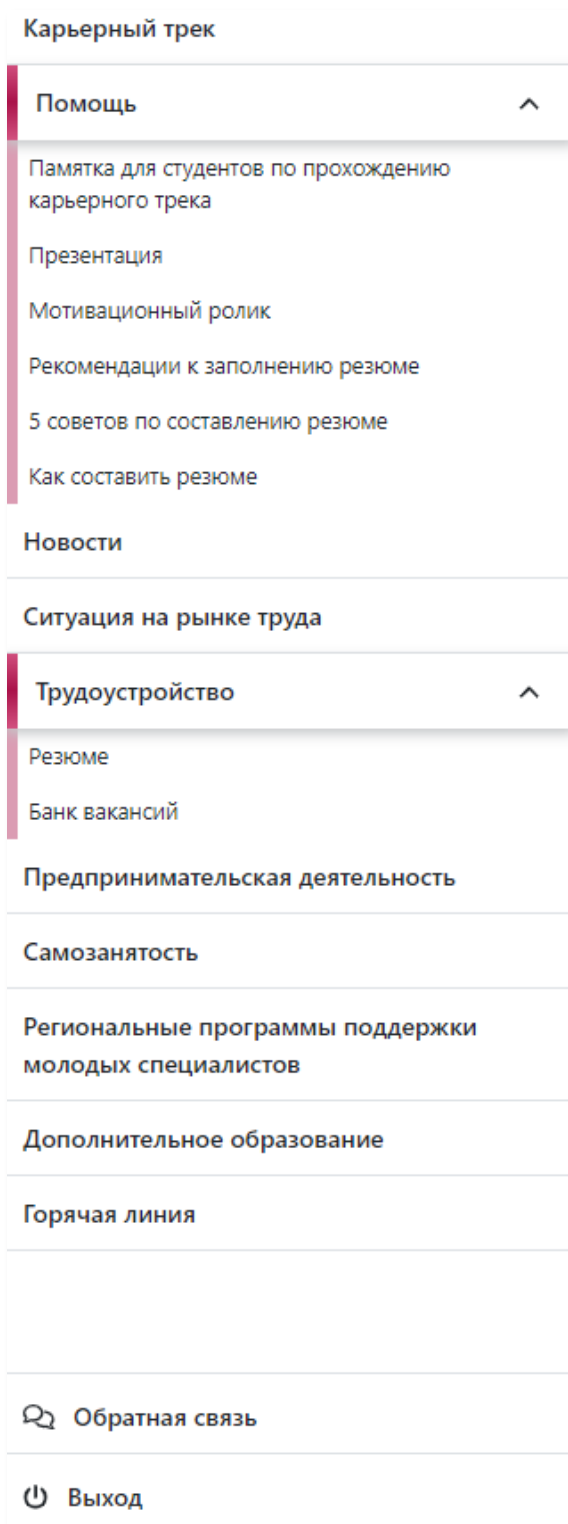 Карьерный трек
Помощь
Памятка для студентов по прохождению
карьерного трека
Презентация
Мотивационный ролик
Рекомендации к заполнению резюме
5 советов по составлению резюме
Как составить резюме
Новости
Ситуация на рынке труда
Трудоустройство
Резюме
Банк вакансий
Предпринимательская деятельность
Самозанятость
Региональные программы поддержки
молодых специалистов
Дополнительное образование
Горячая линия
Обратная связь
Выход